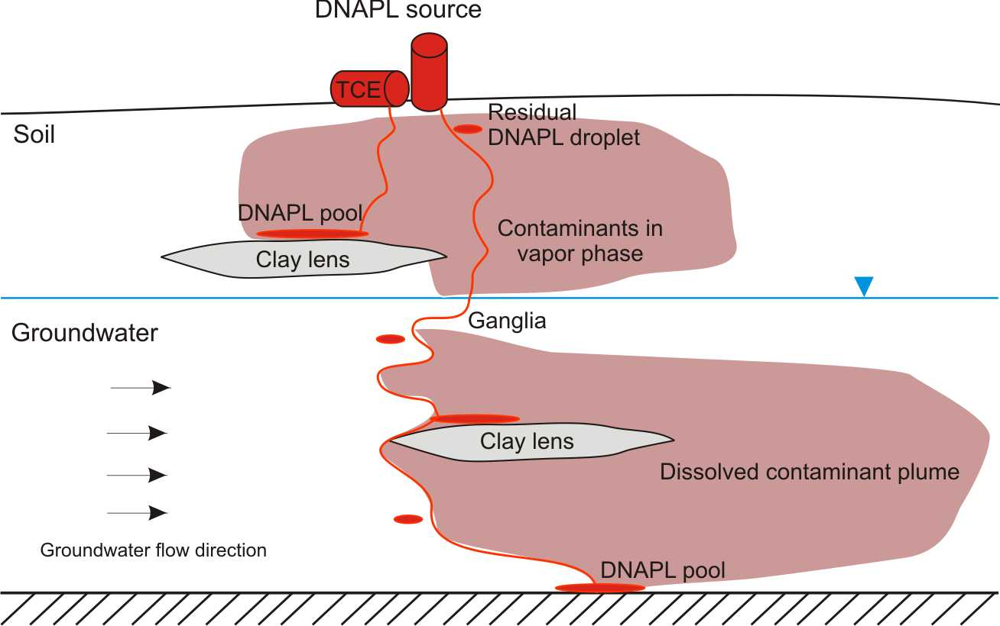 DNAPL source
TCE
Residual
DNAPL droplet
Soil
DNAPL pool
Contaminants in
vapor phase
Clay lens
Ganglia
Groundwater
Clay lens
Dissolved contaminant plume
Groundwater flow direction
DNAPL pool